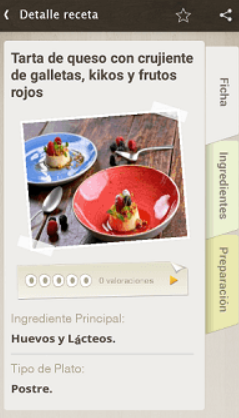 Detalle receta
Tarta de queso con crujiente
de galletas, kikos y frutos
rojos
Ficha
Ingredientes
Preparación
0 valoraciones
Ingrediente Principal:
Huevos y Lácteos.
Tipo de Plato:
Postre.